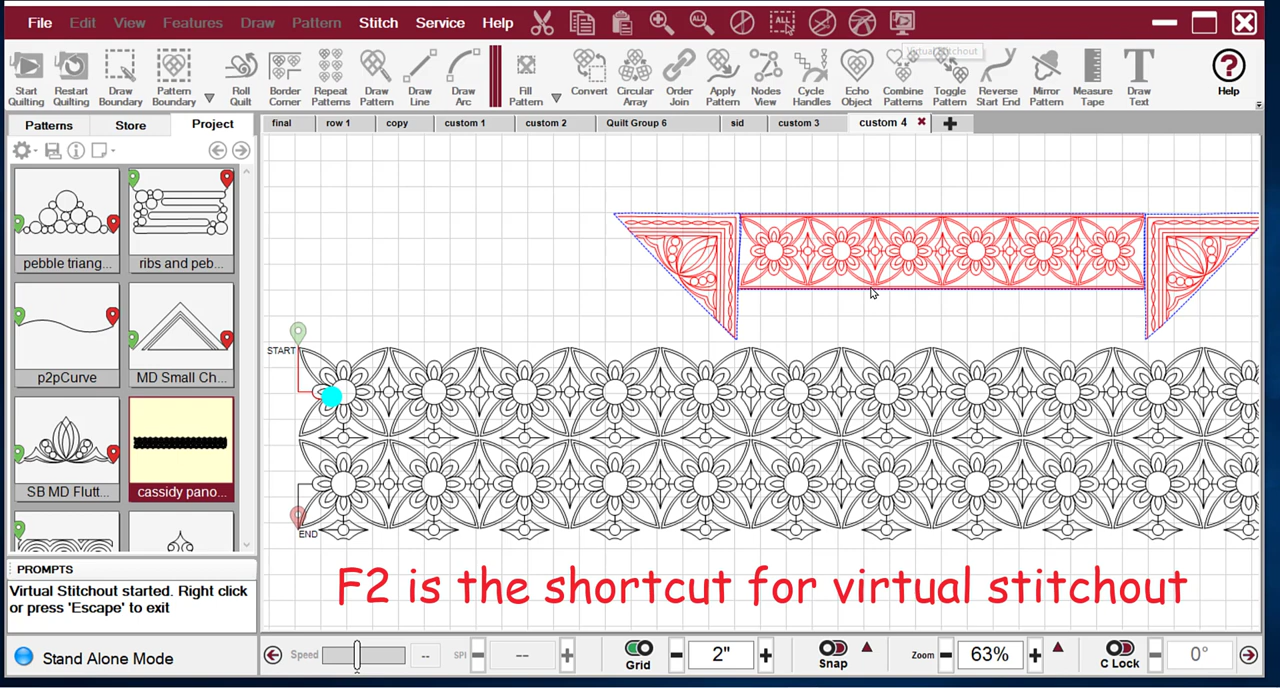 File Edit View Features Draw Pattern Stitch Service Help
ALL ALL
Virtual Stitchout
Start Quilting
Restart Quilting
Draw Boundary
Pattern Boundary
Roll Quilt
Border Corner
Repeat Patterns
Draw Pattern
Draw Line
Draw Arc
Fill Pattern
Convert
Circular Array
Order Join
Apply Pattern
Nodes View
Cycle Handles
Echo Object
Combine Patterns
Toggle Pattern
Reverse Start End
Mirror Pattern
Measure Tape
Draw Text
? Help
Patterns Store Project
final row 1 copy custom 1 custom 2 Quilt Group 6 sid custom 3 custom 4
pebble triang... ribs and peb...
p2pCurve MD Small Ch...
SB MD Flutt... cassidy pano...
START
END
PROMPTS
Virtual Stitchout started. Right click
or press 'Escape' to exit
F2 is the shortcut for virtual stitchout
Stand Alone Mode
Speed -- SPI -- Grid 2" Snap Zoom 63% C Lock 0°